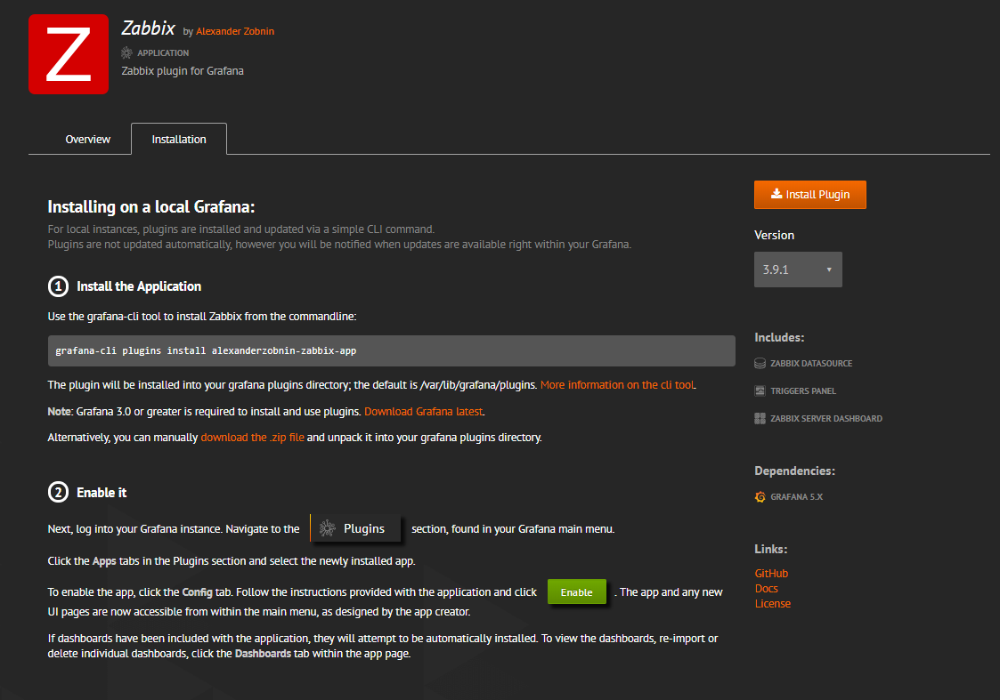 Z
Zabbix by Alexander Zobnin
APPLICATION
Zabbix plugin for Grafana
Overview
Installation
Installing on a local Grafana:
For local instances, plugins are installed and updated via a simple CLI command.
Plugins are not updated automatically, however you will be notified when updates are available right within your Grafana.
1 Install the Application
Use the grafana-cli tool to install Zabbix from the commandline:
grafana-cli plugins install alexanderzobnin-zabbix-app
The plugin will be installed into your grafana plugins directory; the default is /var/lib/grafana/plugins. More information on the cli tool.
Note: Grafana 3.0 or greater is required to install and use plugins. Download Grafana latest.
Alternatively, you can manually download the .zip file and unpack it into your grafana plugins directory.
2 Enable it
Next, log into your Grafana instance. Navigate to the Plugins section, found in your Grafana main menu.
Click the Apps tabs in the Plugins section and select the newly installed app.
To enable the app, click the Config tab. Follow the instructions provided with the application and click Enable . The app and any new
UI pages are now accessible from within the main menu, as designed by the app creator.
If dashboards have been included with the application, they will attempt to be automatically installed. To view the dashboards, re-import or
delete individual dashboards, click the Dashboards tab within the app page.
Install Plugin
Version
3.9.1
Includes:
ZABBIX DATASOURCE
TRIGGERS PANEL
ZABBIX SERVER DASHBOARD
Dependencies:
GRAFANA 5.X
Links:
GitHub
Docs
License